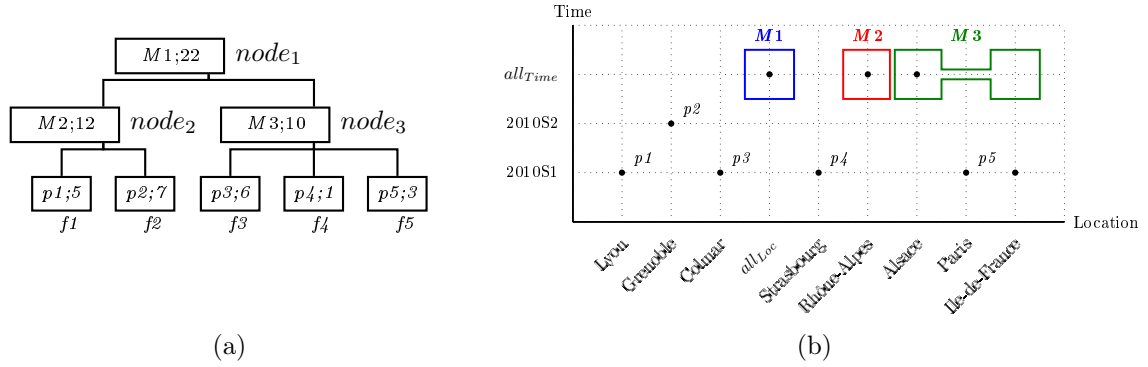 M1;22 node1
M2;12 node2 M3;10 node3
p1;5 p2;7 p3;6 p4;1 p5;3
f1 f2 f3 f4 f5
(a)
Time
M1 M2 M3
allTime
p2
2010S2
p1 p3 p4 p5
2010S1
Location
Lyon
Grenoble
Colmar
allLoc
Strasbourg
Rhône-Alpes
Alsace
Paris
Ile-de-France
(b)